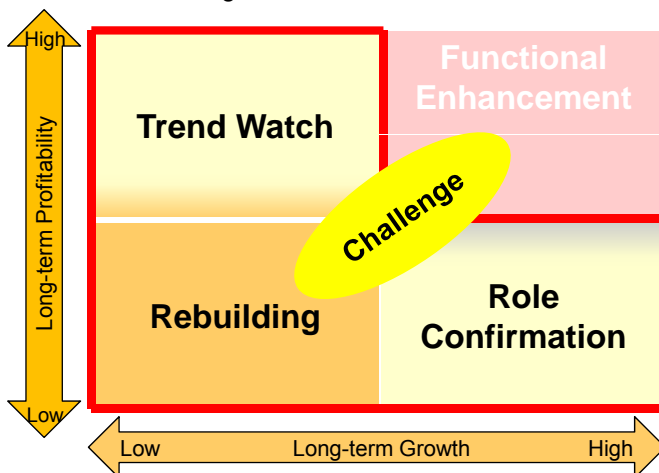 High
Functional
Enhancement
Trend Watch
Long-term Profitability
Challenge
Rebuilding
Role
Confirmation
Low
Low Long-term Growth High